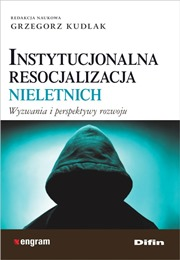 REDAKCJA NAUKOWA
GRZEGORZ KUDLAK
INSTYTUCJONALNA
RESOCJALIZACJA
NIELETNICH
Wyzwania i perspektywy rozwoju
engram
Difin